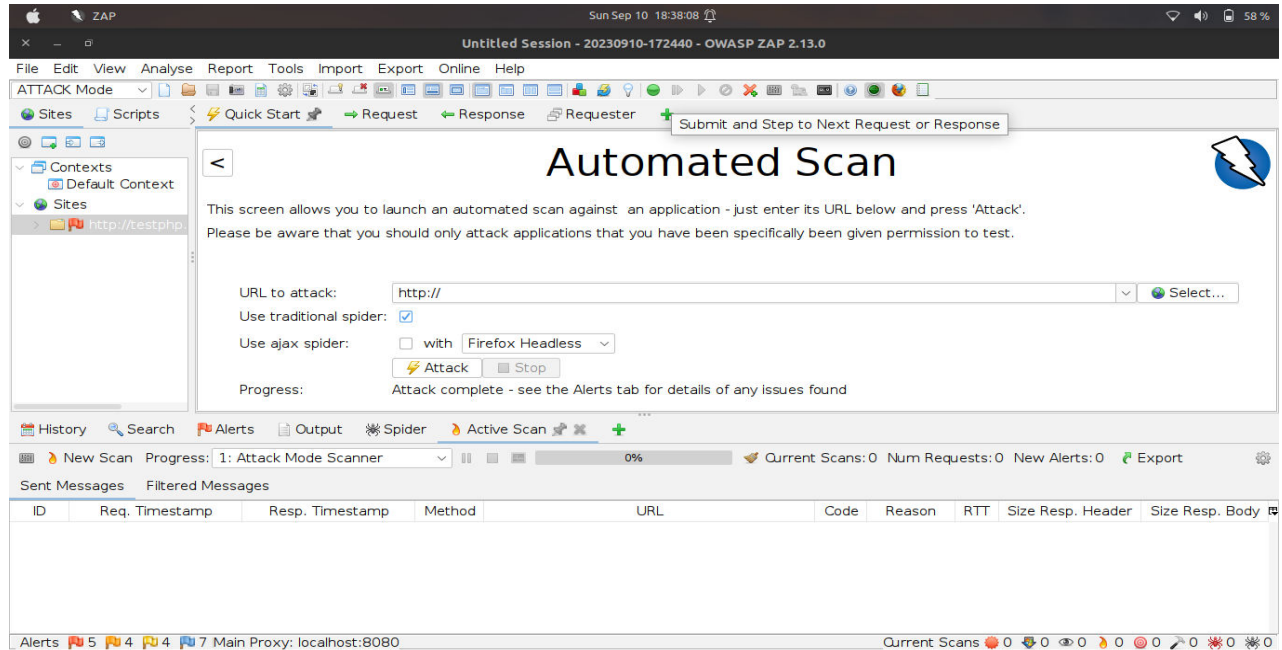 ZAP Sun Sep 10 18:38:08 58 %
Untitled Session - 20230910-172440 - OWASP ZAP 2.13.0
File Edit View Analyse Report Tools Import Export Online Help
ATTACK Mode
Sites Scripts Quick Start Request Response Requester
Submit and Step to Next Request or Response
Contexts
Default Context
Sites
http://testphp.
<
Automated Scan
This screen allows you to launch an automated scan against an application - just enter its URL below and press 'Attack'.
Please be aware that you should only attack applications that you have been specifically been given permission to test.
URL to attack: http:// Select...
Use traditional spider:
Use ajax spider: with Firefox Headless
Attack Stop
Progress: Attack complete - see the Alerts tab for details of any issues found
History Search Alerts Output Spider Active Scan
New Scan Progress: 1: Attack Mode Scanner 0% Current Scans: 0 Num Requests: 0 New Alerts: 0 Export
Sent Messages Filtered Messages
ID Req. Timestamp Resp. Timestamp Method URL Code Reason RTT Size Resp. Header Size Resp. Body
Alerts 5 4 4 7 Main Proxy: localhost:8080 Current Scans 0 0 0 0 0 0 0 0